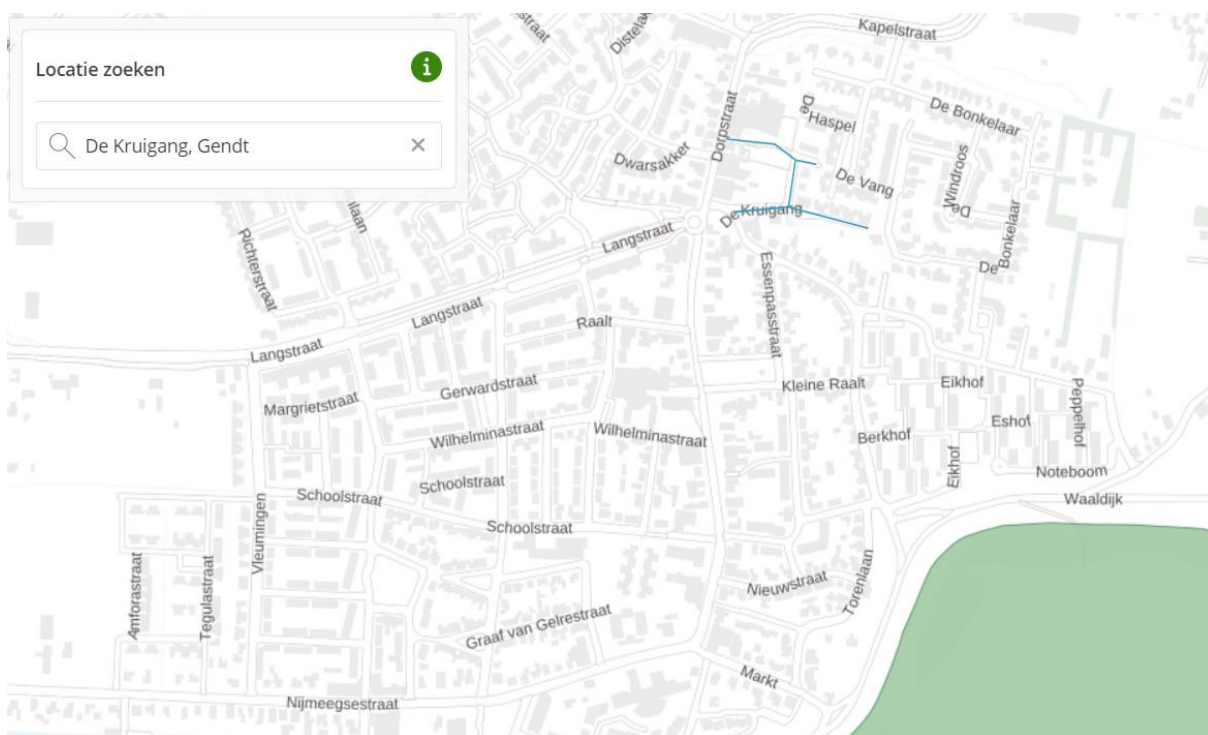 Locatie zoeken
De Kruigang, Gendt
Kapelstraat
Dorpstraat
De Haspel
De Bonkelaar
Dwarsakker
De Vang
De Windroos
De Kruigang
De Bonkelaar
Langstraat
Richterstraat
Essenpasstraat
Langstraat
Raalt
Langstraat
Gerwardstraat
Kleine Raalt
Eikhof
Peppelhof
Margrietstraat
Wilhelminastraat
Wilhelminastraat
Berkhof
Eshof
Eikhof
Noteboom
Schoolstraat
Schoolstraat
Waaldijk
Schoolstraat
Vleumingen
Amforastraat
Tegulastraat
Nieuwstraat
Torenlaan
Graaf van Gelrestraat
Markt
Nijmeegsestraat